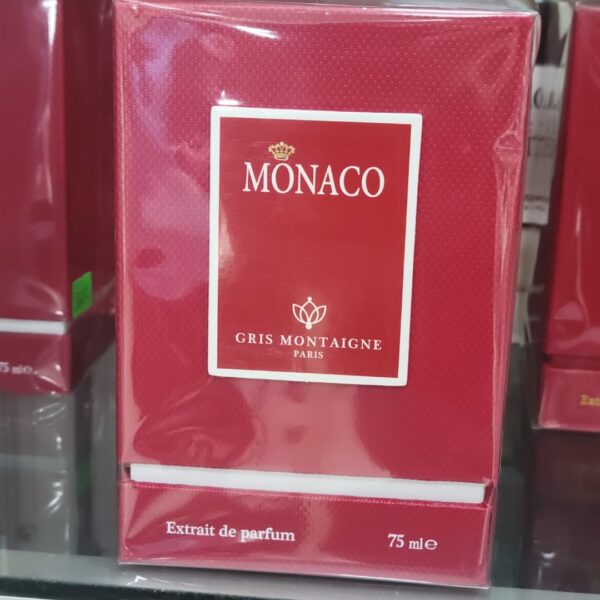 MONACO
GRIS MONTAIGNE
PARIS
Extrait de parfum 75 ml℮
75 ml℮